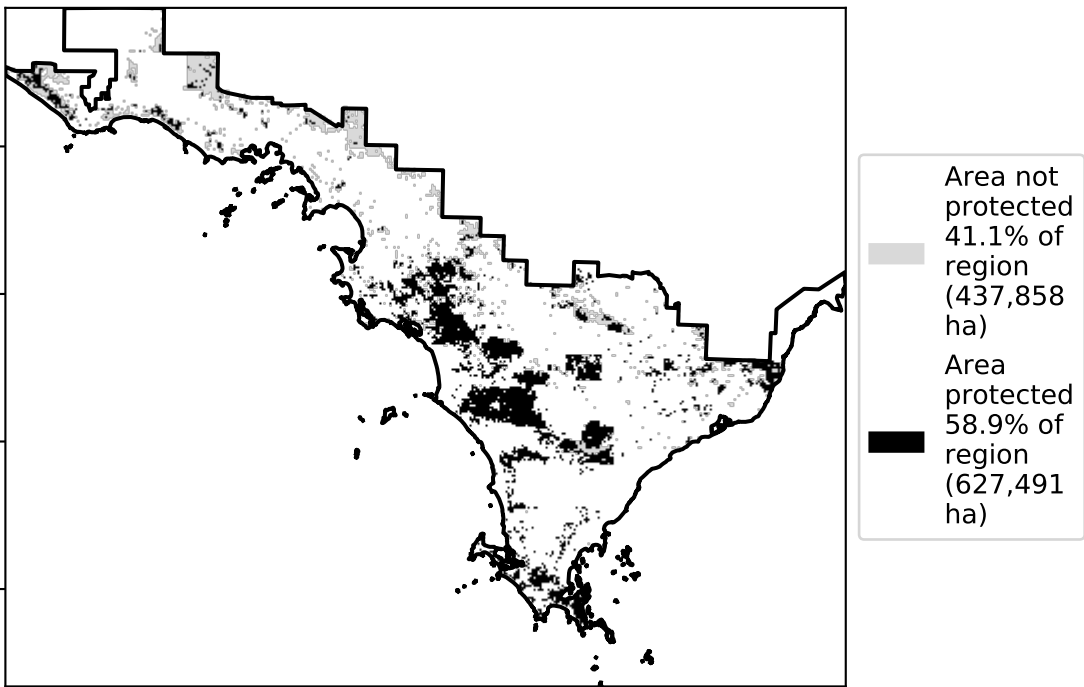 Area not
protected
41.1% of
region
(437,858
ha)
Area
protected
58.9% of
region
(627,491
ha)